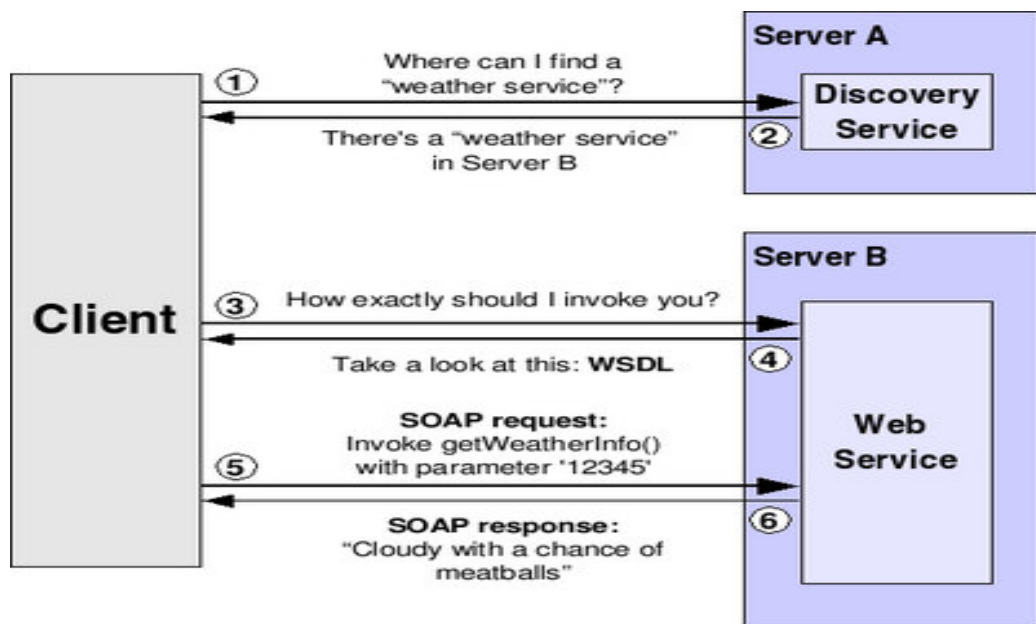 Server A
Where can I find a
“weather service”?
1
Discovery
Service
There's a “weather service”
in Server B
2
Server B
Client
3
How exactly should I invoke you?
Take a look at this: WSDL
4
SOAP request:
Invoke getWeatherInfo()
with parameter '12345'
5
Web
Service
6
SOAP response:
“Cloudy with a chance of
meatballs”